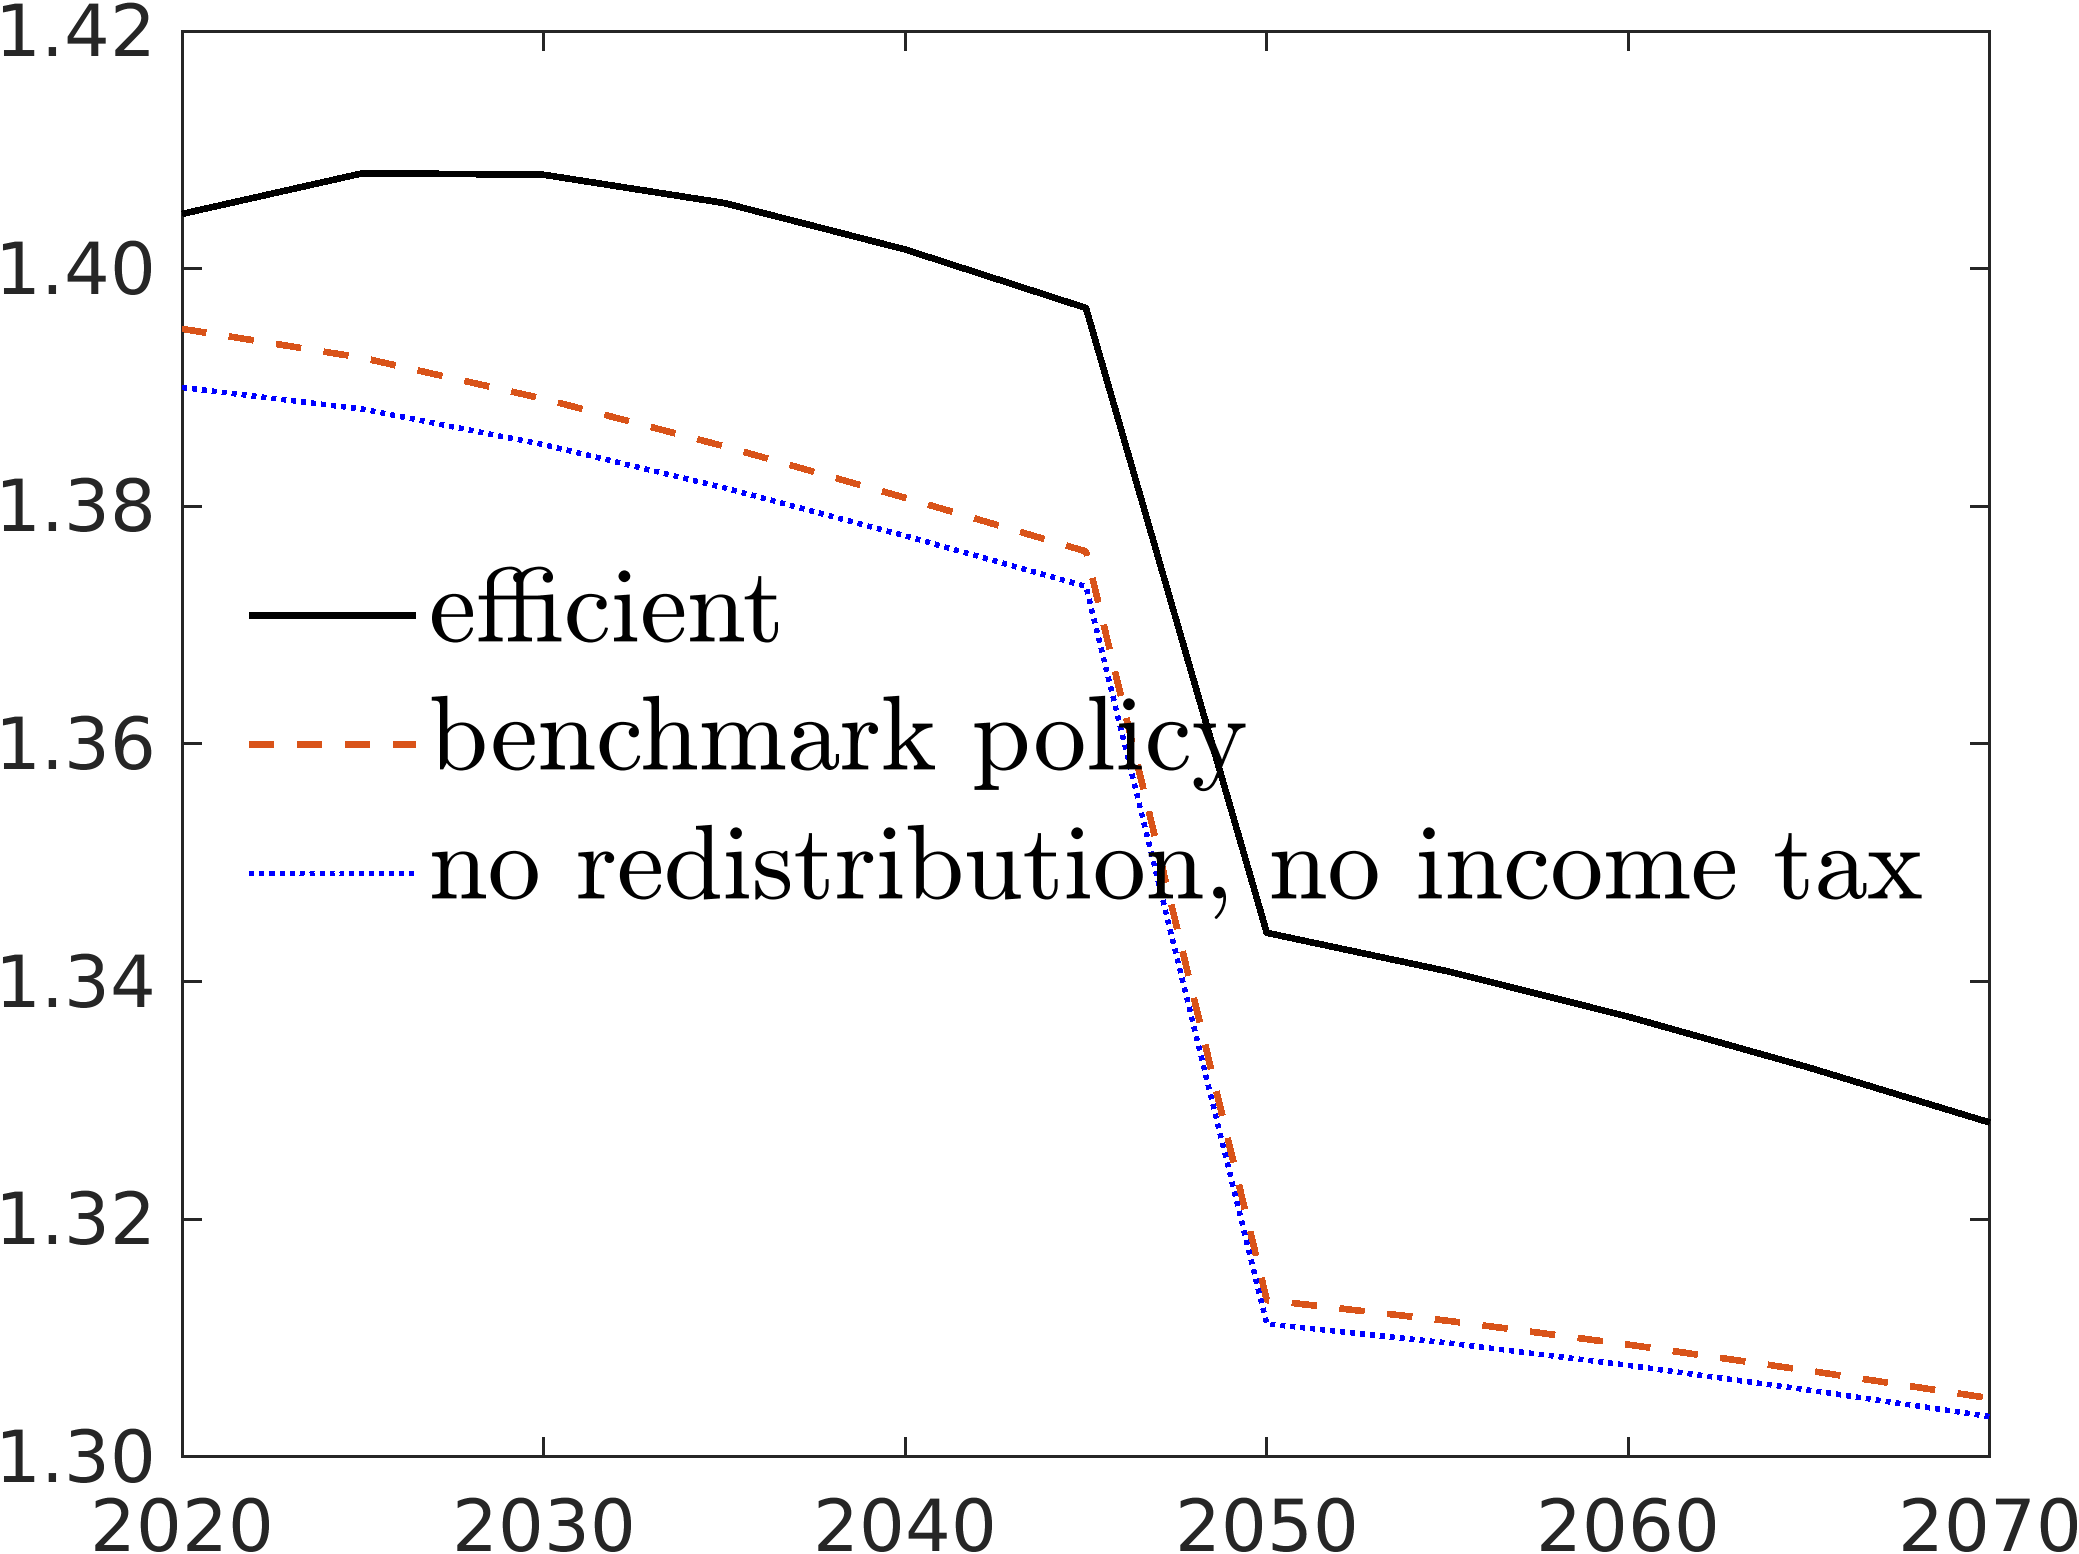 1.42
1.40
1.38
1.36
1.34
1.32
1.30
efficient
benchmark policy
no redistribution, no income tax
2020 2030 2040 2050 2060 2070